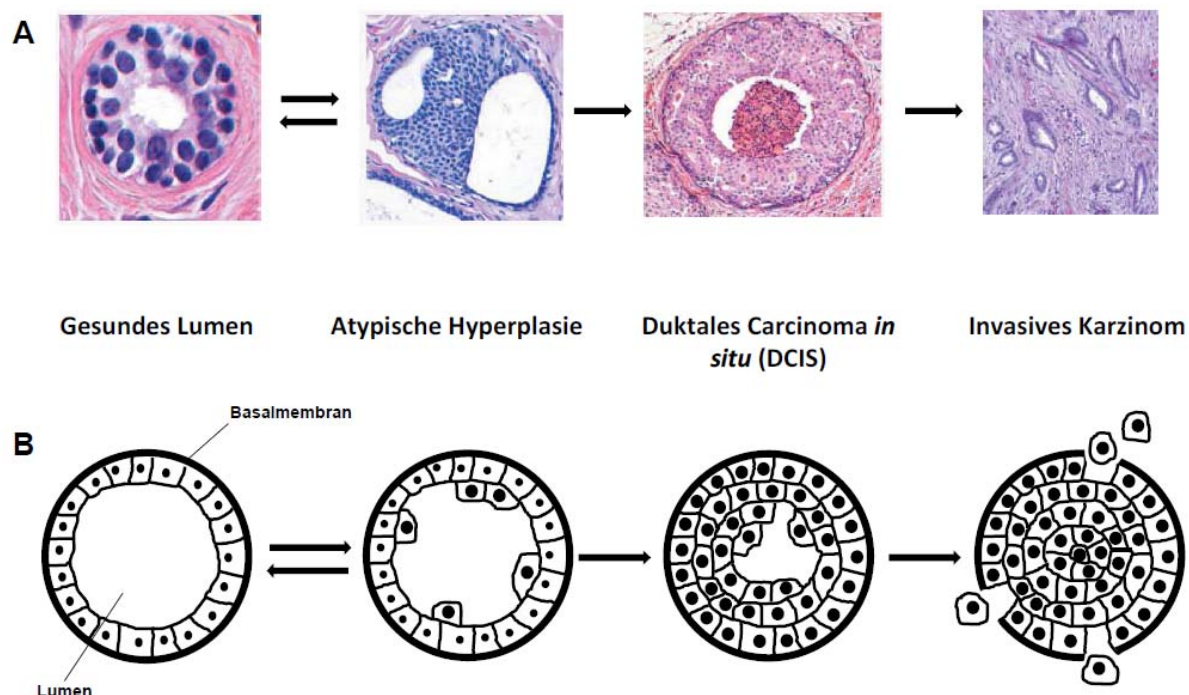 A
Gesundes Lumen
Atypische Hyperplasie
Duktales Carcinoma in
situ (DCIS)
Invasives Karzinom
B
Basalmembran
Lumen